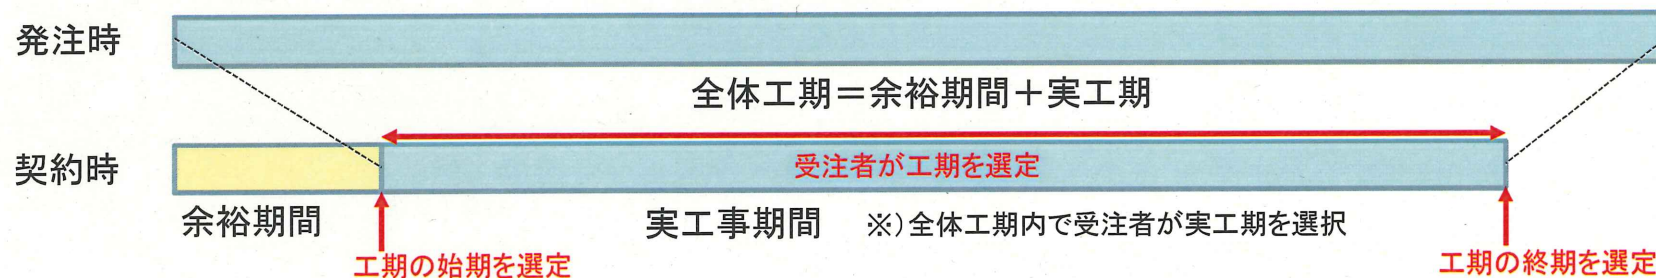 発注時
全体工期＝余裕期間＋実工期
契約時
受注者が工期を選定
余裕期間
実工事期間
※)全体工期内で受注者が実工期を選択
工期の始期を選定
工期の終期を選定